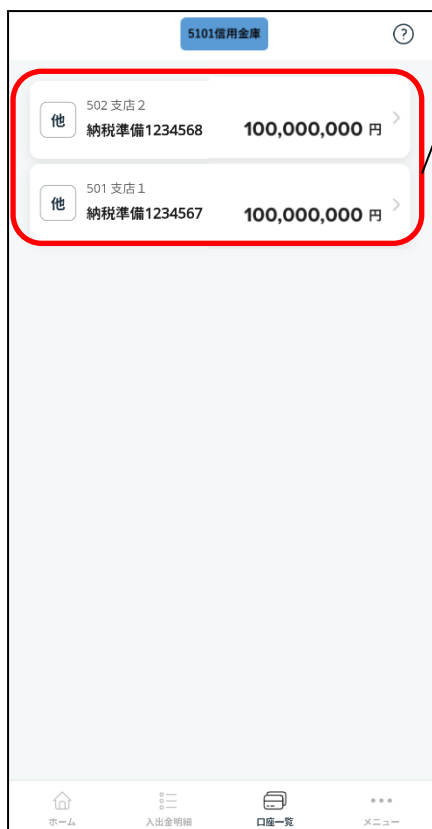 5101信用金庫
?
502 支店２
他
納税準備1234568
100,000,000 円
501 支店１
他
納税準備1234567
100,000,000 円
ホーム
入出金明細
口座一覧
メニュー